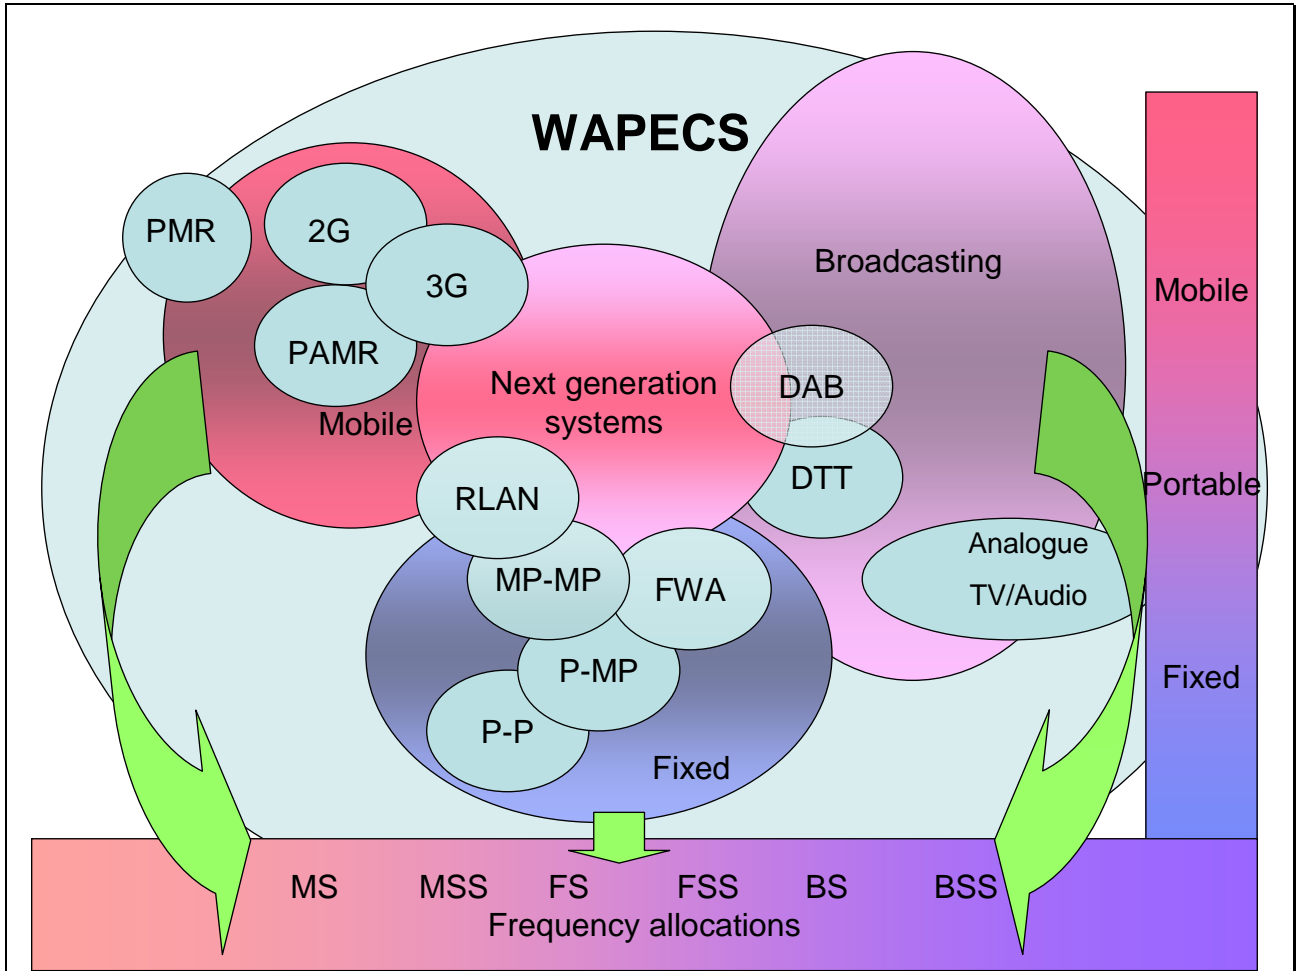 WAPECS
PMR
2G
3G
PAMR
Mobile
Broadcasting
Next generation
systems
DAB
DTT
RLAN
MP-MP
FWA
P-MP
P-P
Fixed
Analogue
TV/Audio
Mobile
Portable
Fixed
MS MSS FS FSS BS BSS
Frequency allocations